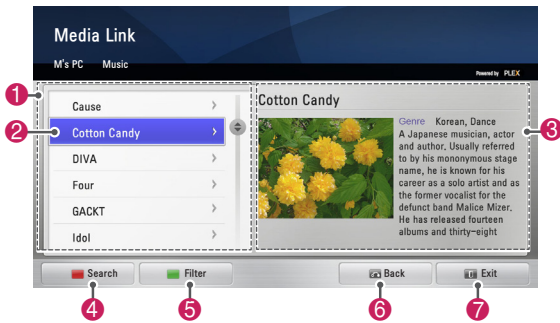 Media Link
M's PC Music
Powered by PLEX
1
2
3
Cause
Cotton Candy
DIVA
Four
GACKT
Idol
Cotton Candy
Genre Korean, Dance
A Japanese musician, actor
and author. Usually referred
to by his mononymous stage
name, he is known for his
career as a solo artist and as
the former vocalist for the
defunct band Malice Mizer.
He has released fourteen
albums and thirty-eight
Search
Filter
Back
Exit
4
5
6
7